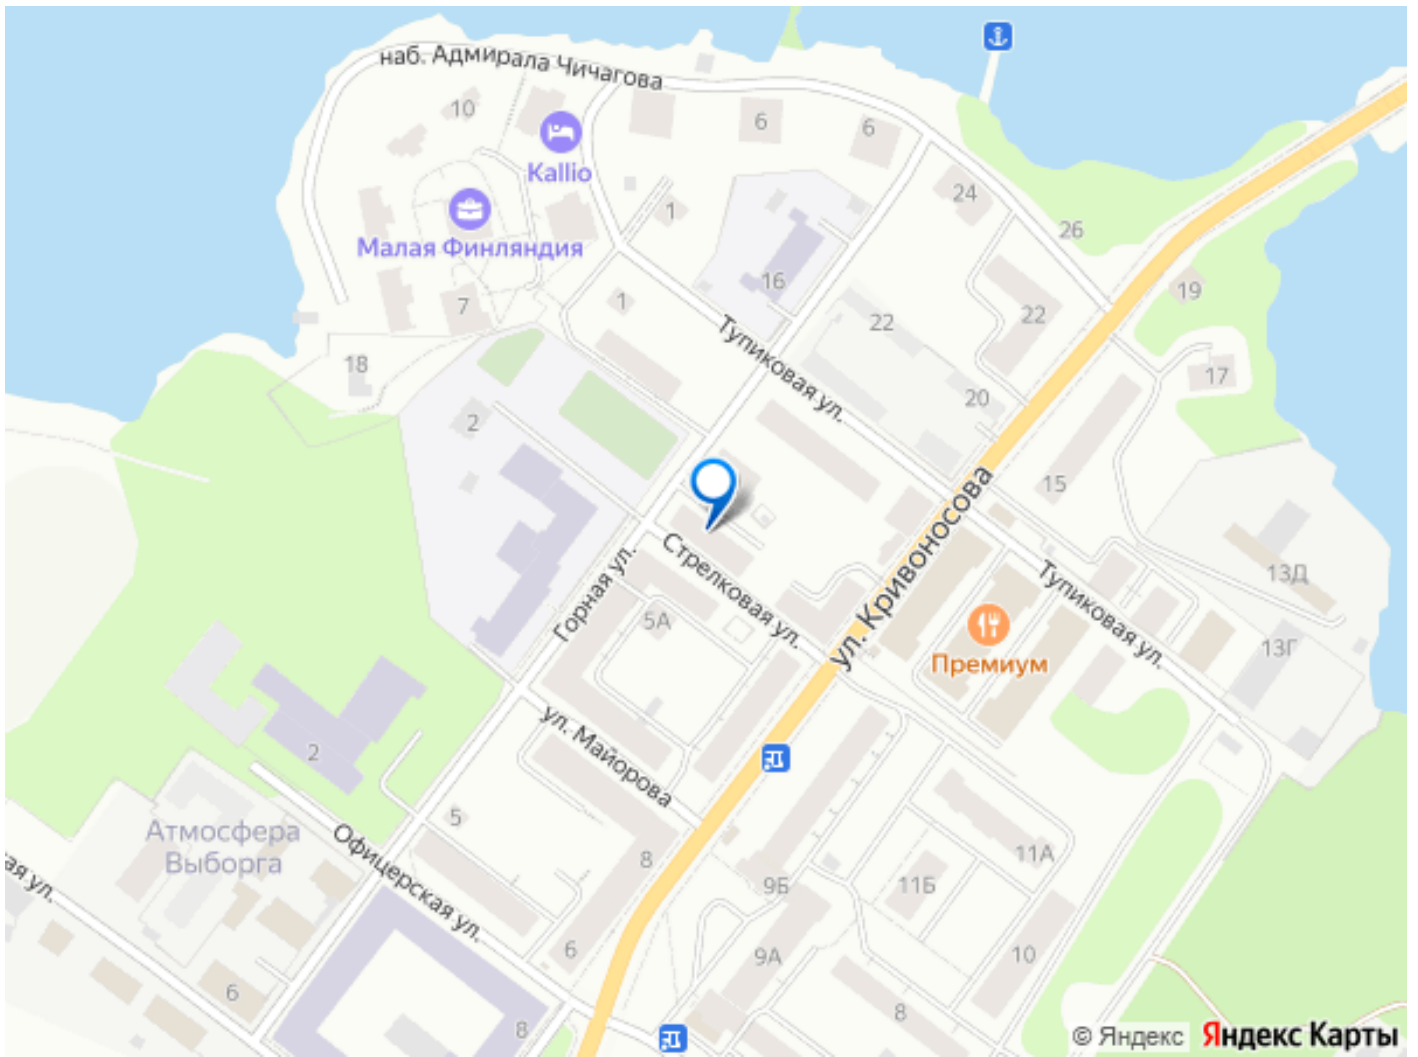 наб. Адмирала Чичагова
10
6
6
Kallio
24
1
26
Малая Финляндия
16
19
7
1
22
22
Тупиковая ул.
18
17
20
2
15
ул. Кривоносова
Стрелковая ул.
Горная ул.
13Д
Тупиковая ул.
5А
13Г
Премиум
ул. Майорова
2
5
Атмосфера
Выборга
Офицерская ул.
8
11А
9Б
11Б
ая ул.
6
9А
10
6
8
8
© Яндекс Яндекс Карты